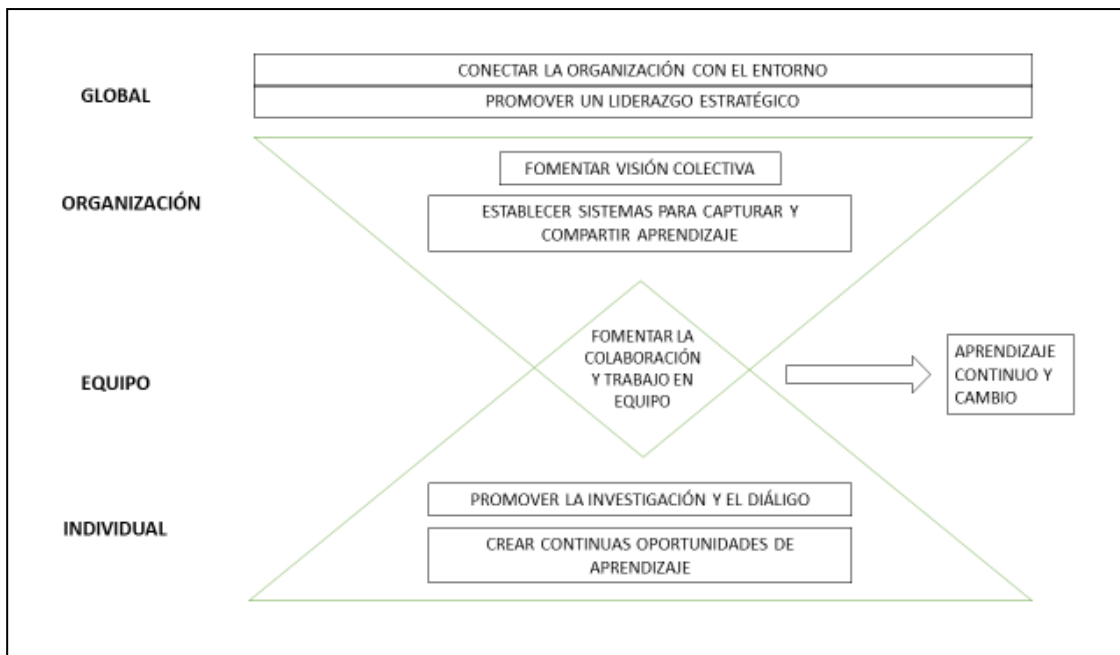 GLOBAL
CONECTAR LA ORGANIZACIÓN CON EL ENTORNO
PROMOVER UN LIDERAZGO ESTRATÉGICO
ORGANIZACIÓN
FOMENTAR VISIÓN COLECTIVA
ESTABLECER SISTEMAS PARA CAPTURAR Y
COMPARTIR APRENDIZAJE
EQUIPO
FOMENTAR LA
COLABORACIÓN
Y TRABAJO EN
EQUIPO
APRENDIZAJE
CONTINUO Y
CAMBIO
INDIVIDUAL
PROMOVER LA INVESTIGACIÓN Y EL DIÁLIGO
CREAR CONTINUAS OPORTUNIDADES DE
APRENDIZAJE